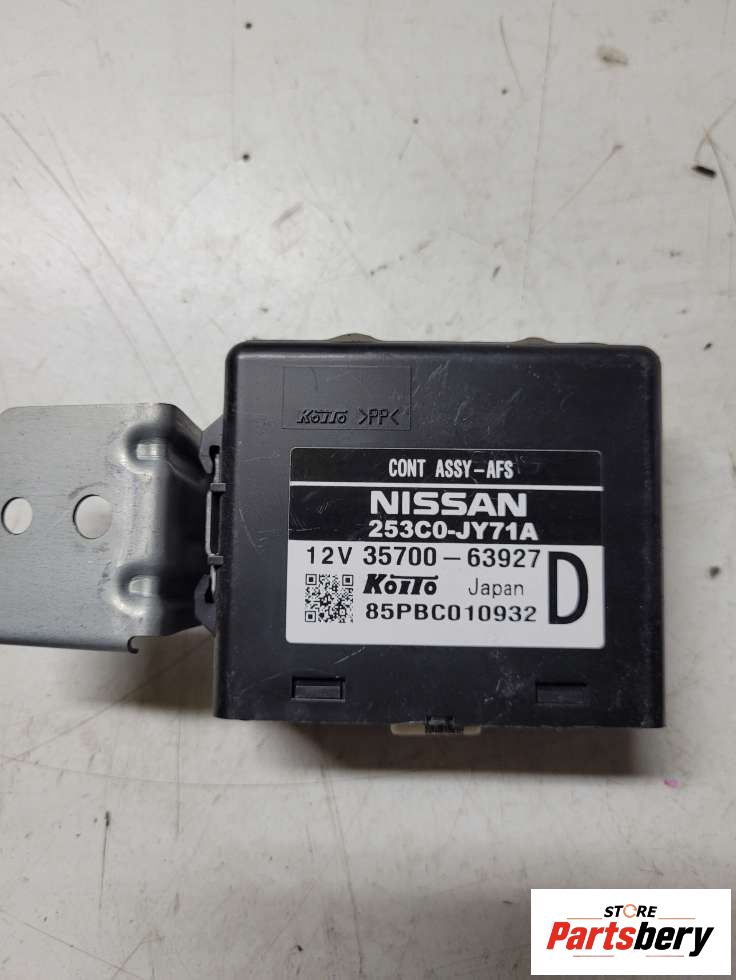 KOITO >PP<
CONT ASSY-AFS
NISSAN
253C0-JY71A
12V 35700-63927
KOITO Japan D
85PBC010932
STORE
Partsbery